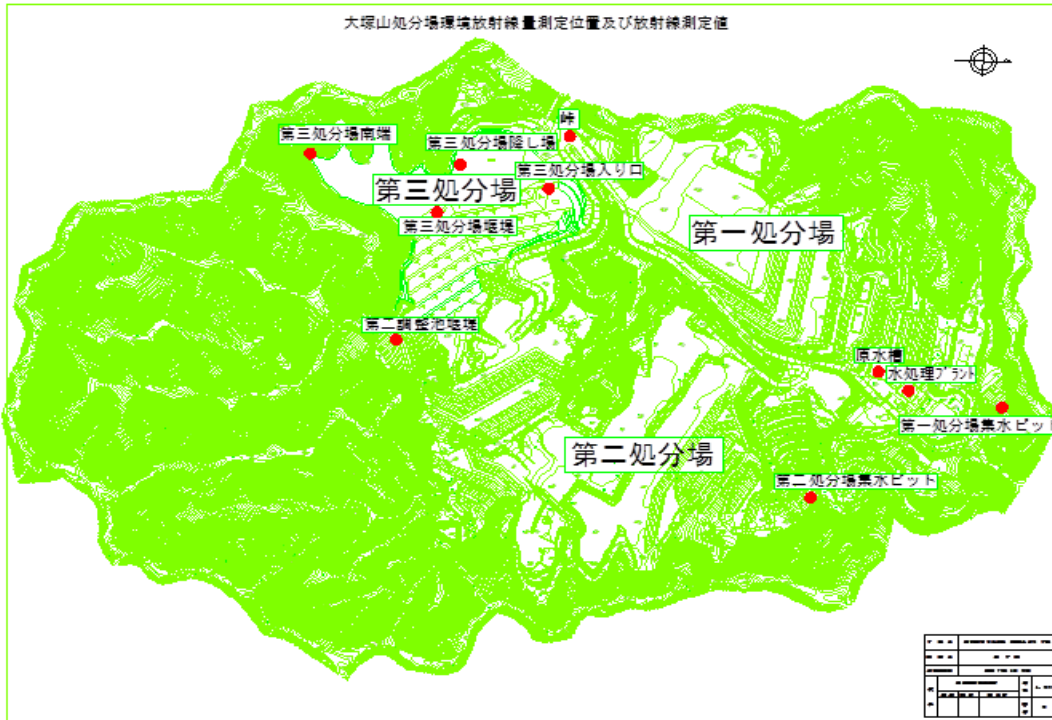 大塚山処分場環境放射線量測定位置及び放射線測定値
峠
第三処分場南端
第三処分場降し場
第三処分場入り口
第三処分場
第三処分場堰堤
第一処分場
第二調整池堰堤
原水槽
水処理プラント
第一処分場集水ピット
第二処分場
第二処分場集水ピット